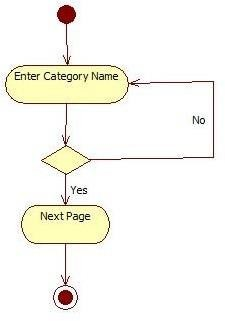 Enter Category Name
No
Yes
Next Page